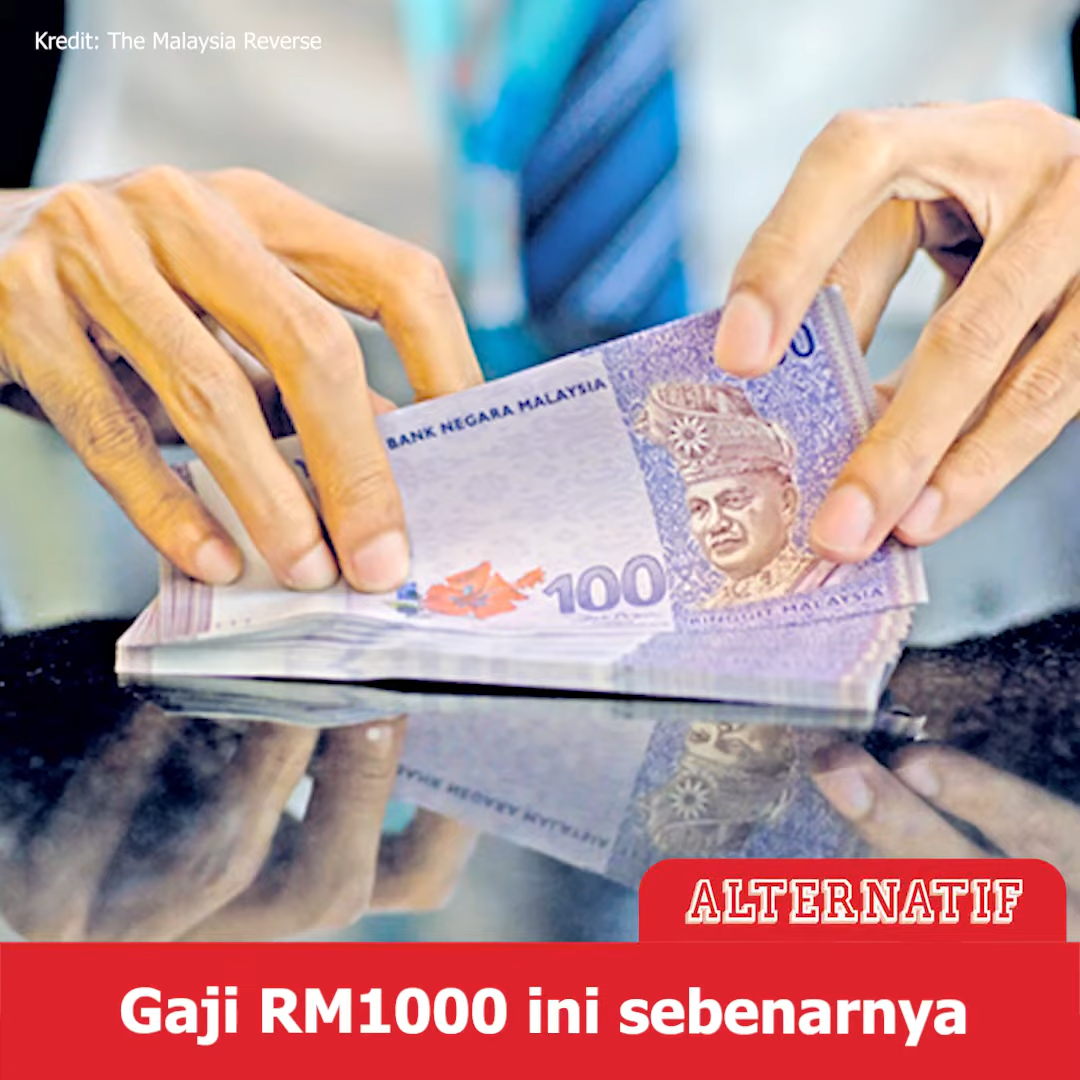 Kredit: The Malaysia Reverse
BANK NEGARA MALAYSIA
100
RINGGIT MALAYSIA
ALTERNATIF
Gaji RM1000 ini sebenarnya